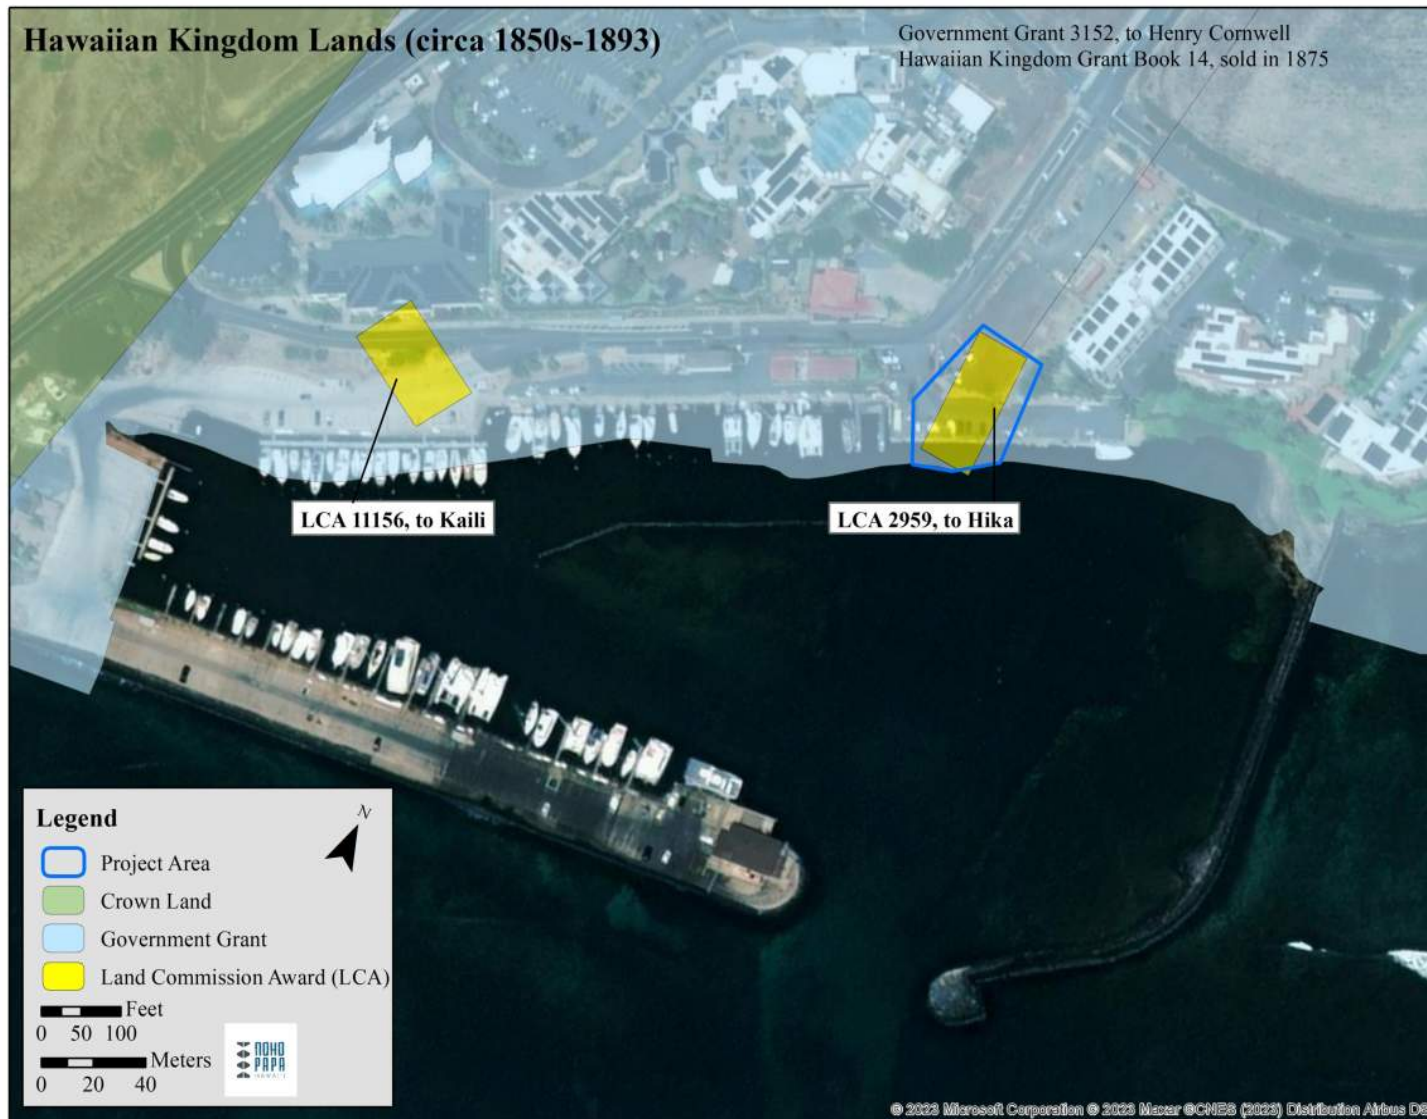 Hawaiian Kingdom Lands (circa 1850s-1893)
Government Grant 3152, to Henry Cornwell
Hawaiian Kingdom Grant Book 14, sold in 1875
LCA 11156, to Kaili
LCA 2959, to Hika
Legend
N
Project Area
Crown Land
Government Grant
Land Commission Award (LCA)
Feet
0 50 100
Meters
0 20 40
NOHO
PAPA
HAWAI'I
© 2023 Microsoft Corporation © 2023 Maxar ©CNES (2023) Distribution Airbus DS